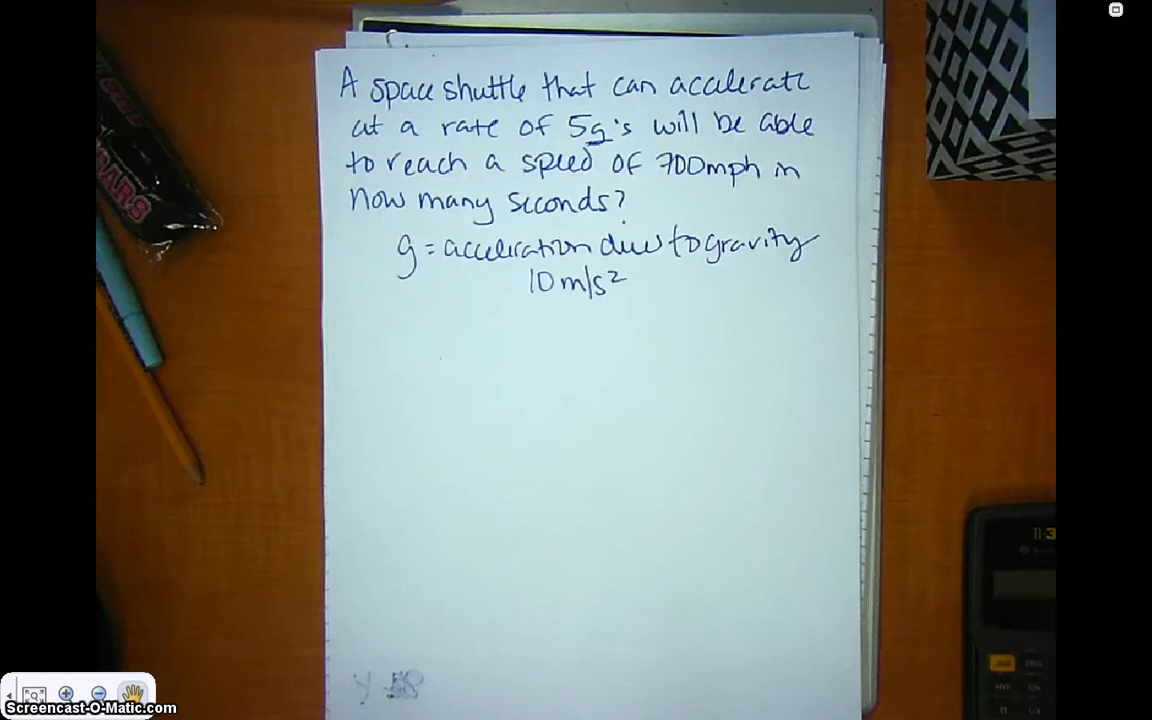 A space shuttle that can accelerate
at a rate of 5g's will be able
to reach a speed of 700mph in
how many seconds?
g = acceleration due to gravity
10 m/s²
SCREENCAST-O-MATIC.com